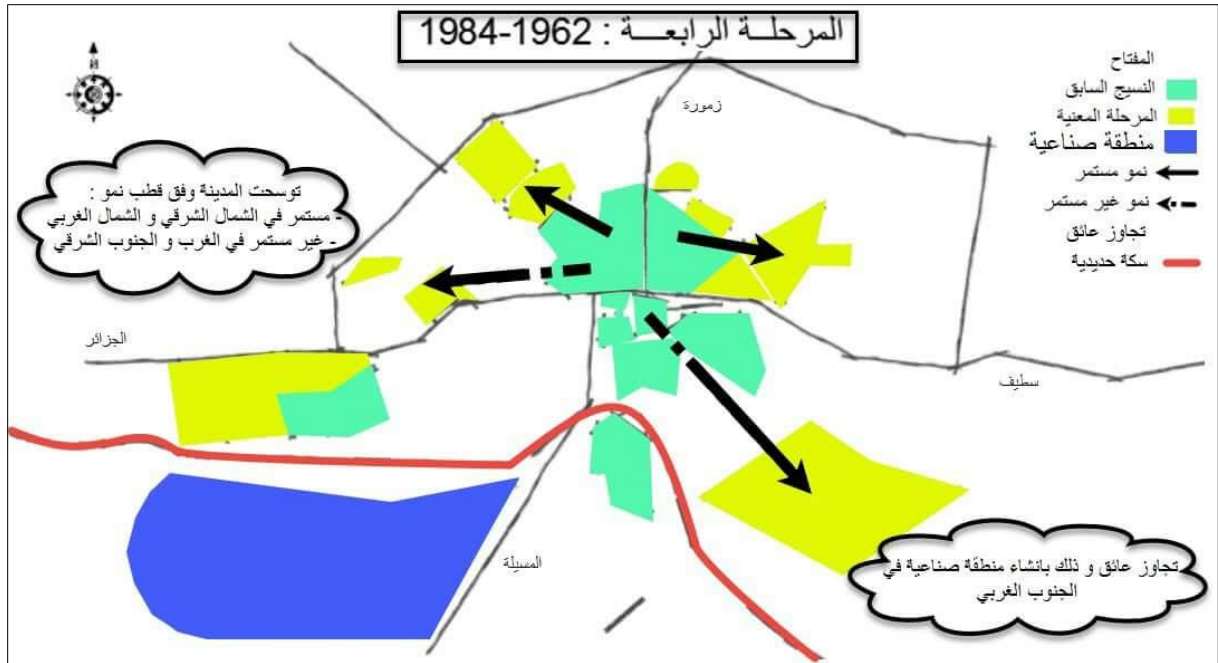 المرحلــة الرابعـــة : 1962-1984
المفتاح
النسيج السابق
المرحلة المعنية
منطقة صناعية
نمو مستمر
نمو غير مستمر
تجاوز عائق
سكة حديدية
زمورة
توسحت المدينة وفق قطب نمو :
- مستمر في الشمال الشرقي و الشمال الغربي
- غير مستمر في الغرب و الجنوب الشرقي
الجزائر
سطيف
المسيلة
تجاوز عائق و ذلك بانشاء منطقة صناعية في
الجنوب الغربي